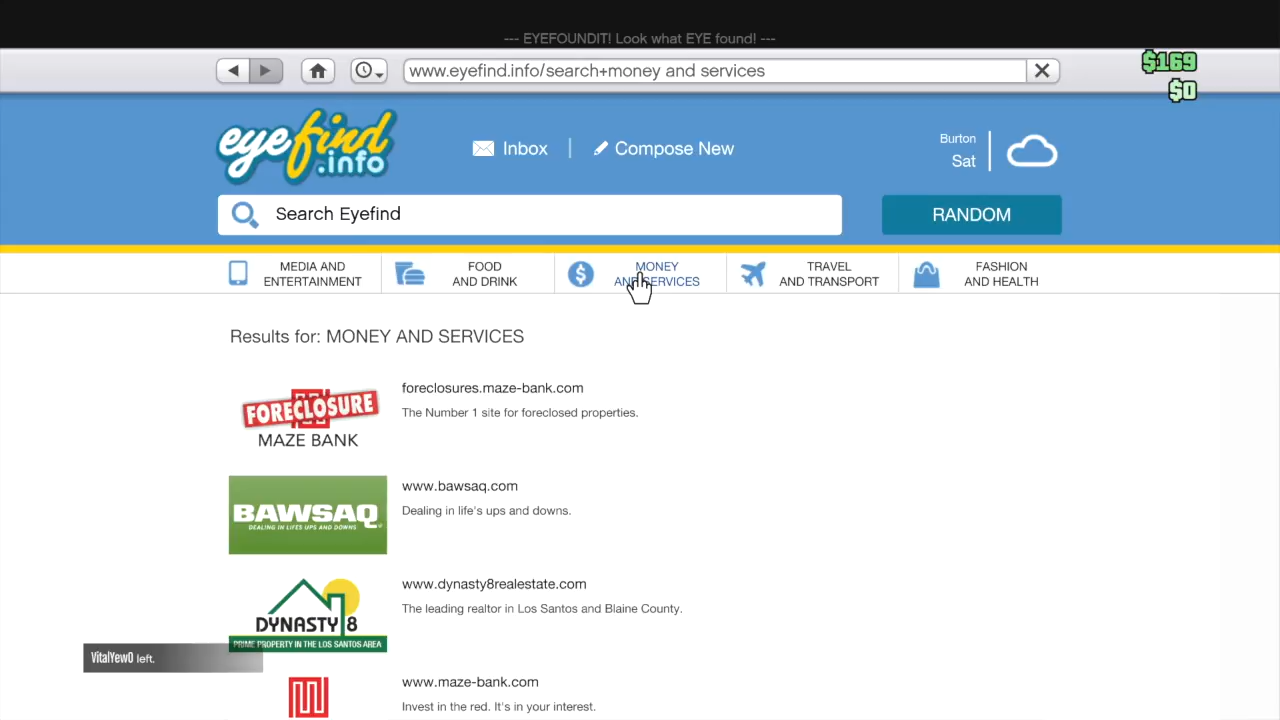 --- EYEFOUNDIT! Look what EYE found! ---
www.eyefind.info/search+money and services
$169
$0
eyefind
.info
Inbox
Compose New
Burton
Sat
Search Eyefind
RANDOM
MEDIA AND
ENTERTAINMENT
FOOD
AND DRINK
MONEY
AND SERVICES
TRAVEL
AND TRANSPORT
FASHION
AND HEALTH
Results for: MONEY AND SERVICES
FORECLOSURE
MAZE BANK
foreclosures.maze-bank.com
The Number 1 site for foreclosed properties.
BAWSAQ
DEALING IN LIFES UPS AND DOWNS
www.bawsaq.com
Dealing in life's ups and downs.
DYNASTY 8
PRIME PROPERTY IN THE LOS SANTOS AREA
www.dynasty8realestate.com
The leading realtor in Los Santos and Blaine County.
VitalYew0 left.
www.maze-bank.com
Invest in the red. It's in your interest.